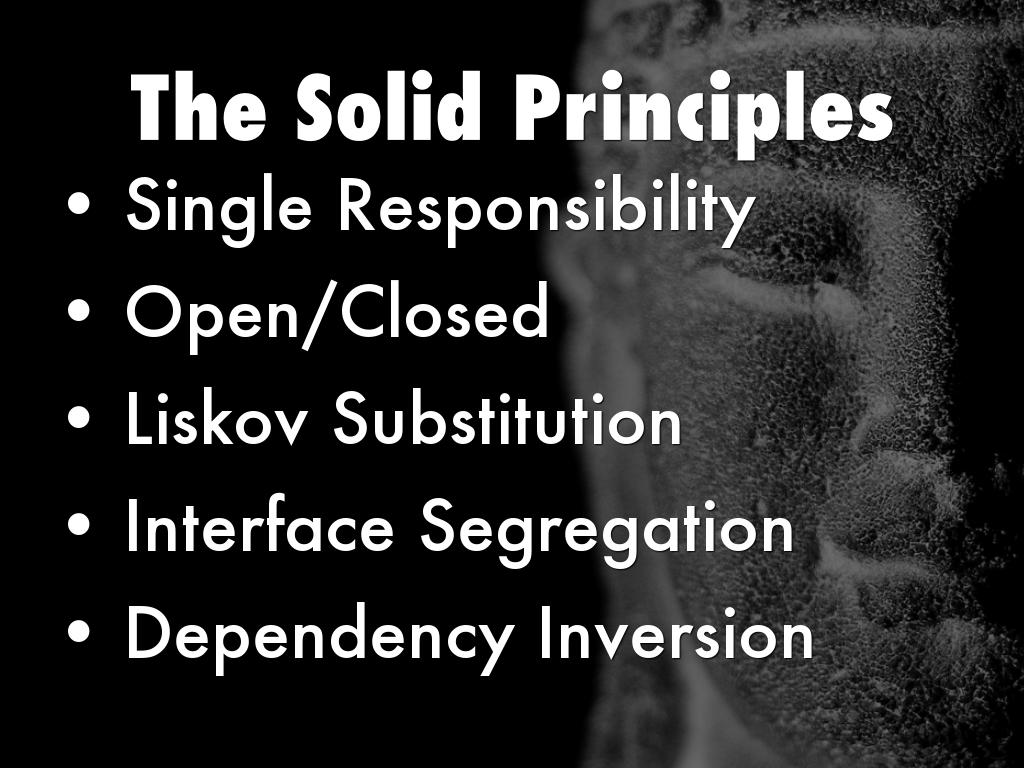 The Solid Principles
• Single Responsibility
• Open/Closed
• Liskov Substitution
• Interface Segregation
• Dependency Inversion